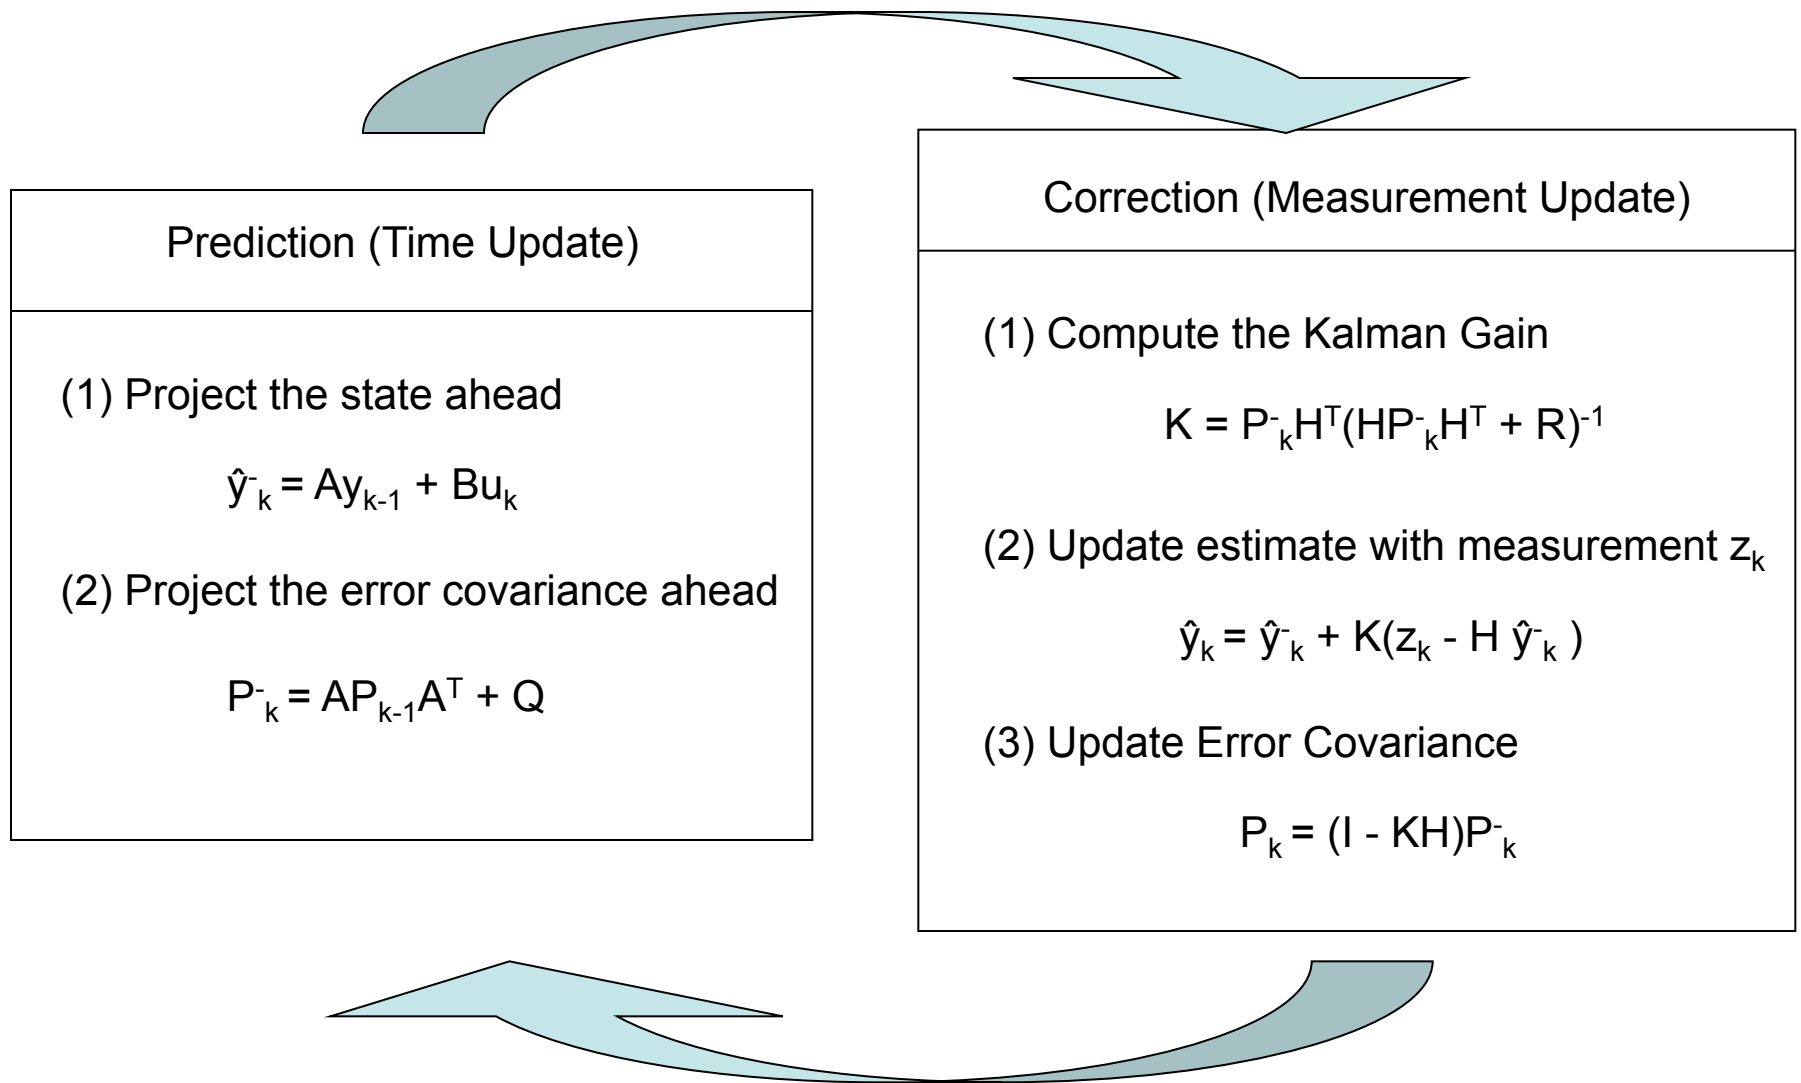 Prediction (Time Update)
(1) Project the state ahead
ŷ⁻ₖ = Ayₖ₋₁ + Buₖ
(2) Project the error covariance ahead
P⁻ₖ = APₖ₋₁Aᵀ + Q
Correction (Measurement Update)
(1) Compute the Kalman Gain
K = P⁻ₖHᵀ(HP⁻ₖHᵀ + R)⁻¹
(2) Update estimate with measurement zₖ
ŷₖ = ŷ⁻ₖ + K(zₖ - H ŷ⁻ₖ )
(3) Update Error Covariance
Pₖ = (I - KH)P⁻ₖ